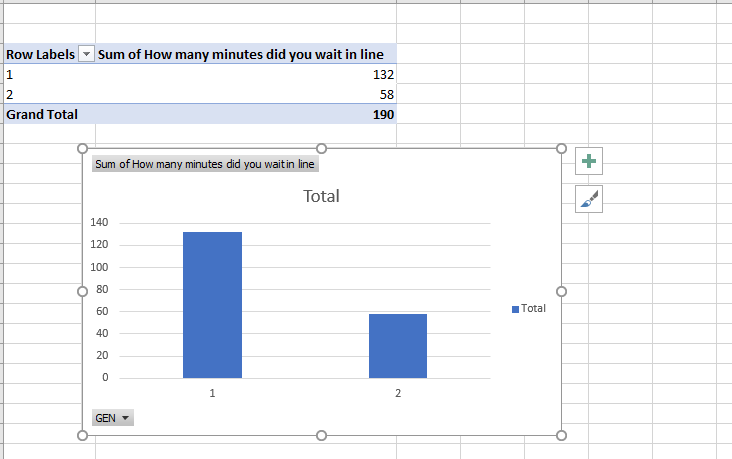 Row Labels Sum of How many minutes did you wait in line
1 132
2 58
Grand Total 190
Sum of How many minutes did you wait in line
Total
140
120
100
80
60
40
20
0
1 2
Total
GEN